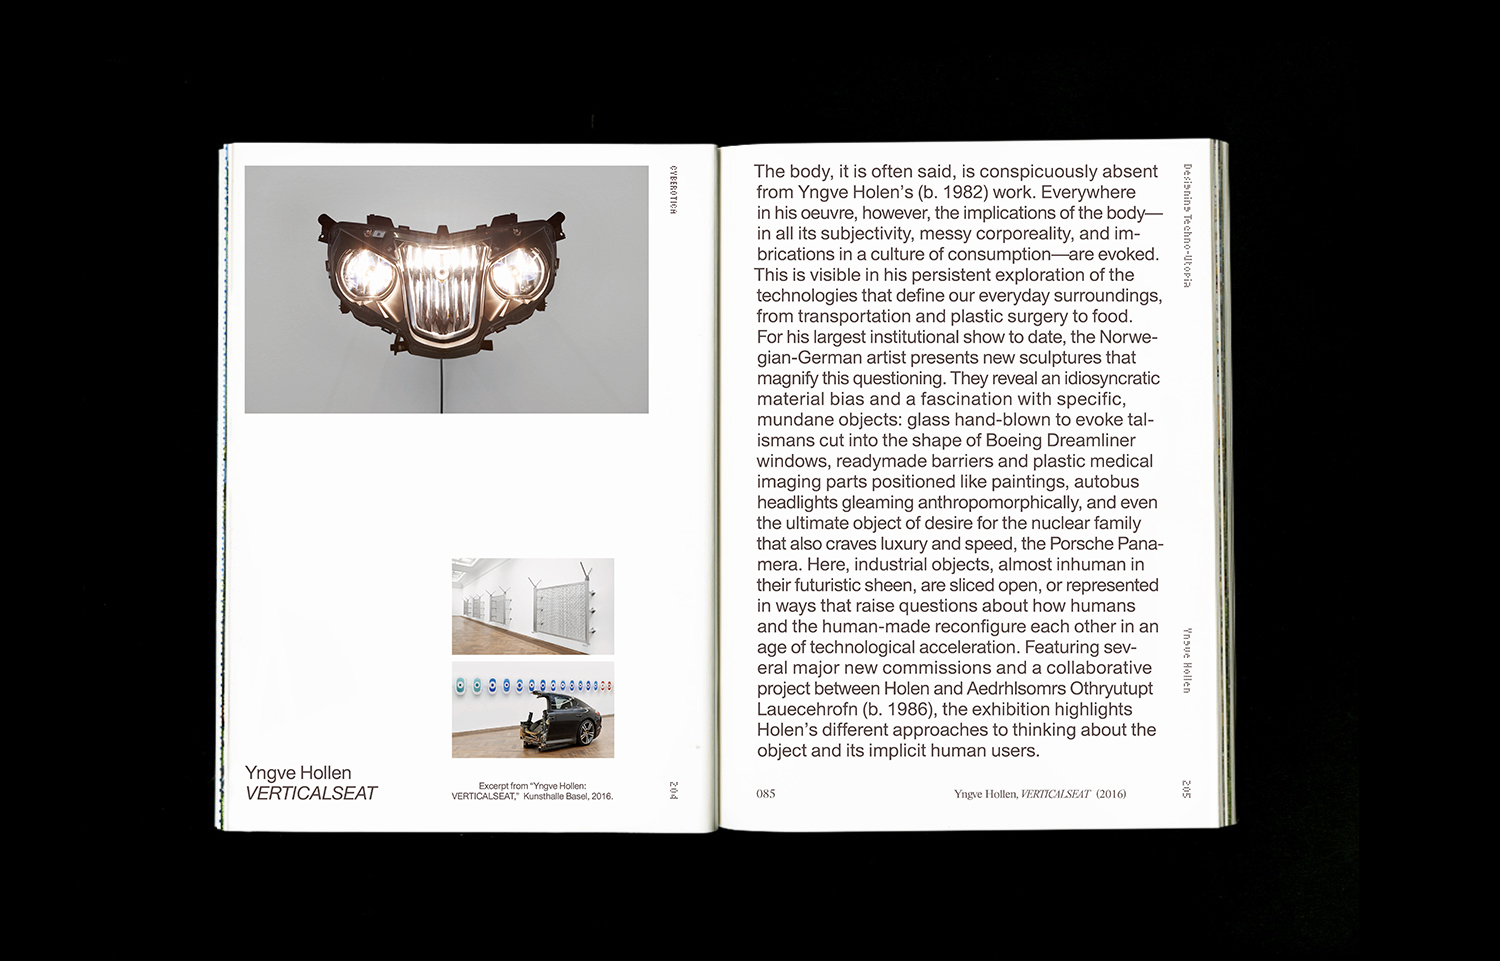 CYBEROTICA
Yngve Hollen
VERTICALSEAT
Excerpt from “Yngve Hollen:
VERTICALSEAT,” Kunsthalle Basel, 2016.
204
The body, it is often said, is conspicuously absent
from Yngve Holen’s (b. 1982) work. Everywhere
in his oeuvre, however, the implications of the body—
in all its subjectivity, messy corporeality, and im-
brications in a culture of consumption—are evoked.
This is visible in his persistent exploration of the
technologies that define our everyday surroundings,
from transportation and plastic surgery to food.
For his largest institutional show to date, the Norwe-
gian-German artist presents new sculptures that
magnify this questioning. They reveal an idiosyncratic
material bias and a fascination with specific,
mundane objects: glass hand-blown to evoke tal-
ismans cut into the shape of Boeing Dreamliner
windows, readymade barriers and plastic medical
imaging parts positioned like paintings, autobus
headlights gleaming anthropomorphically, and even
the ultimate object of desire for the nuclear family
that also craves luxury and speed, the Porsche Pana-
mera. Here, industrial objects, almost inhuman in
their futuristic sheen, are sliced open, or represented
in ways that raise questions about how humans
and the human-made reconfigure each other in an
age of technological acceleration. Featuring sev-
eral major new commissions and a collaborative
project between Holen and Aedrhlsomrs Othryutupt
Lauecehrofn (b. 1986), the exhibition highlights
Holen’s different approaches to thinking about the
object and its implicit human users.
085
Yngve Hollen, VERTICALSEAT (2016)
Designing Techno-Utopia
Yngve Hollen
205